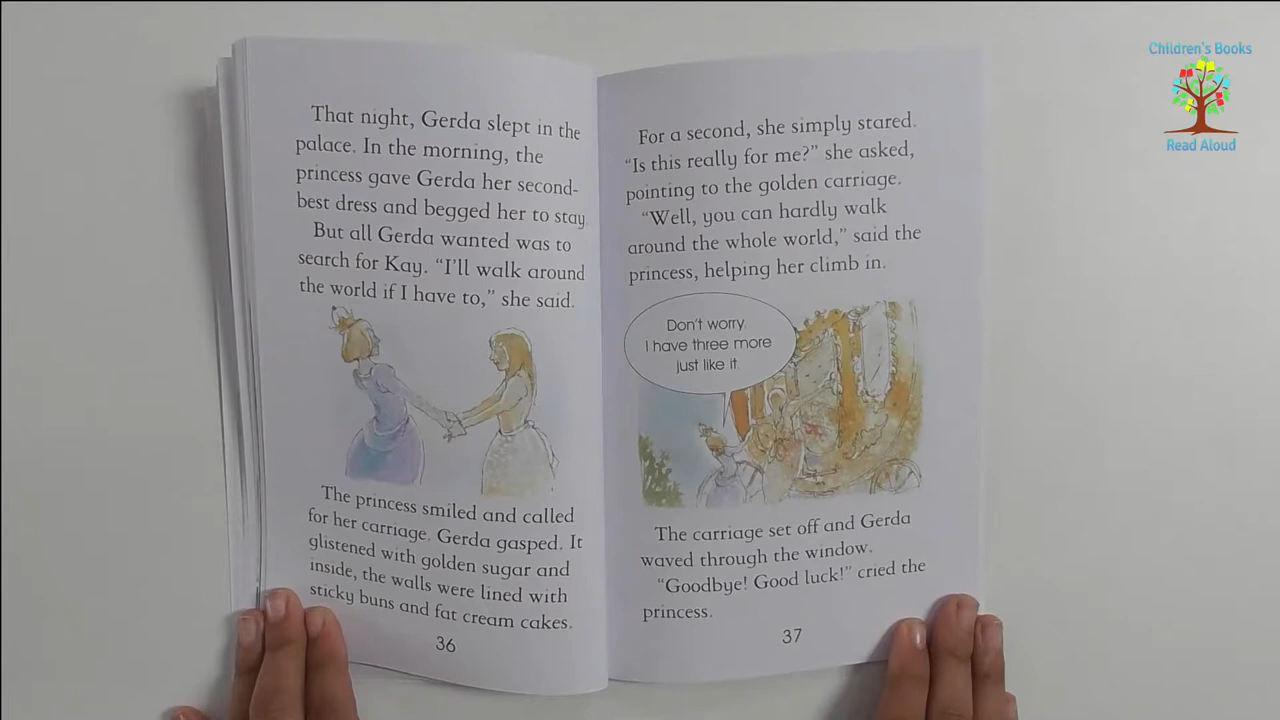 That night, Gerda slept in the
palace. In the morning, the
princess gave Gerda her second-
best dress and begged her to stay.
But all Gerda wanted was to
search for Kay. “I’ll walk around
the world if I have to,” she said.
The princess smiled and called
for her carriage. Gerda gasped. It
glistened with golden sugar and
inside, the walls were lined with
sticky buns and fat cream cakes.
36
For a second, she simply stared.
“Is this really for me?” she asked,
pointing to the golden carriage.
“Well, you can hardly walk
around the whole world,” said the
princess, helping her climb in.
Don’t worry.
I have three more
just like it.
The carriage set off and Gerda
waved through the window.
“Goodbye! Good luck!” cried the
princess.
37
Children's Books
Read Aloud